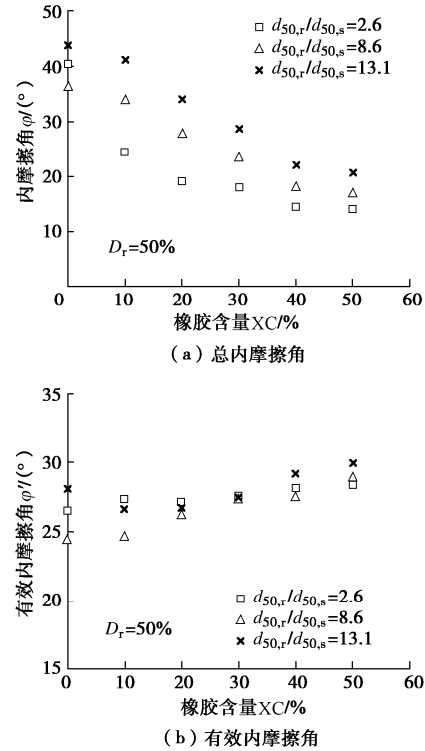 50
40
30
20
10
0
0 10 20 30 40 50 60
内摩擦角φ/(°)
d50,r/d50,s=2.6
d50,r/d50,s=8.6
d50,r/d50,s=13.1
Dr=50%
橡胶含量XC/%
(a)总内摩擦角
35
30
25
20
15
0 10 20 30 40 50 60
有效内摩擦角φ′/(°)
d50,r/d50,s=2.6
d50,r/d50,s=8.6
d50,r/d50,s=13.1
Dr=50%
橡胶含量XC/%
(b)有效内摩擦角